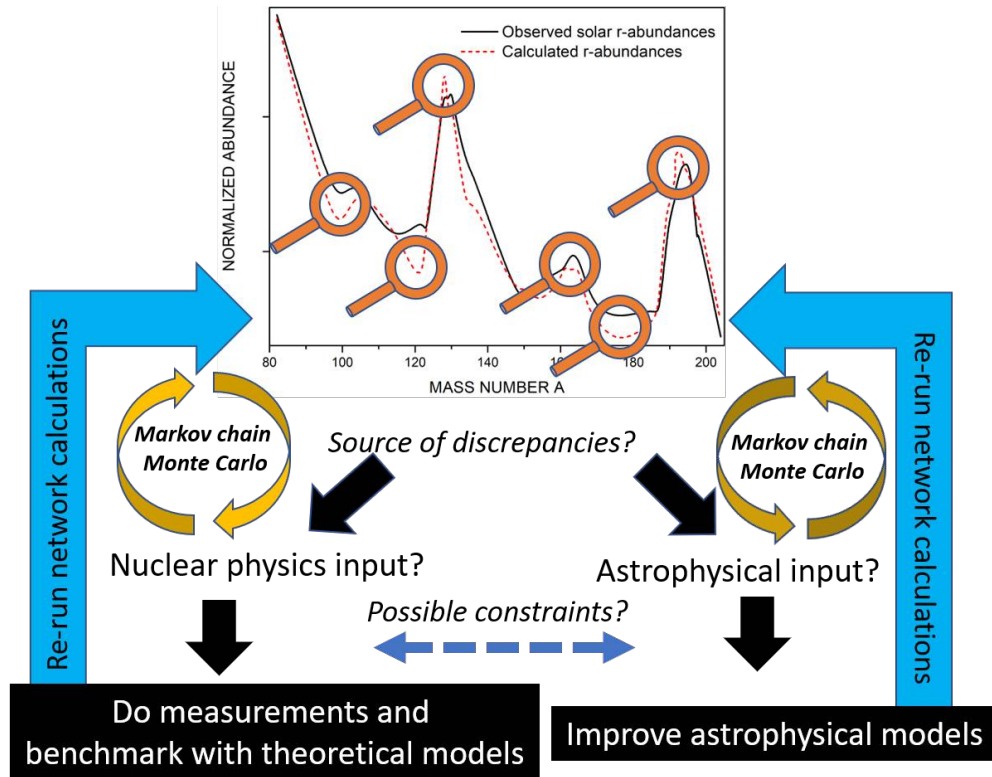 Observed solar r-abundances
Calculated r-abundances
NORMALIZED ABUNDANCE
80 100 120 140 180 200
MASS NUMBER A
Re-run network calculations
Re-run network calculations
Markov chain
Monte Carlo
Source of discrepancies?
Markov chain
Monte Carlo
Nuclear physics input?
Astrophysical input?
Possible constraints?
Do measurements and
benchmark with theoretical models
Improve astrophysical models